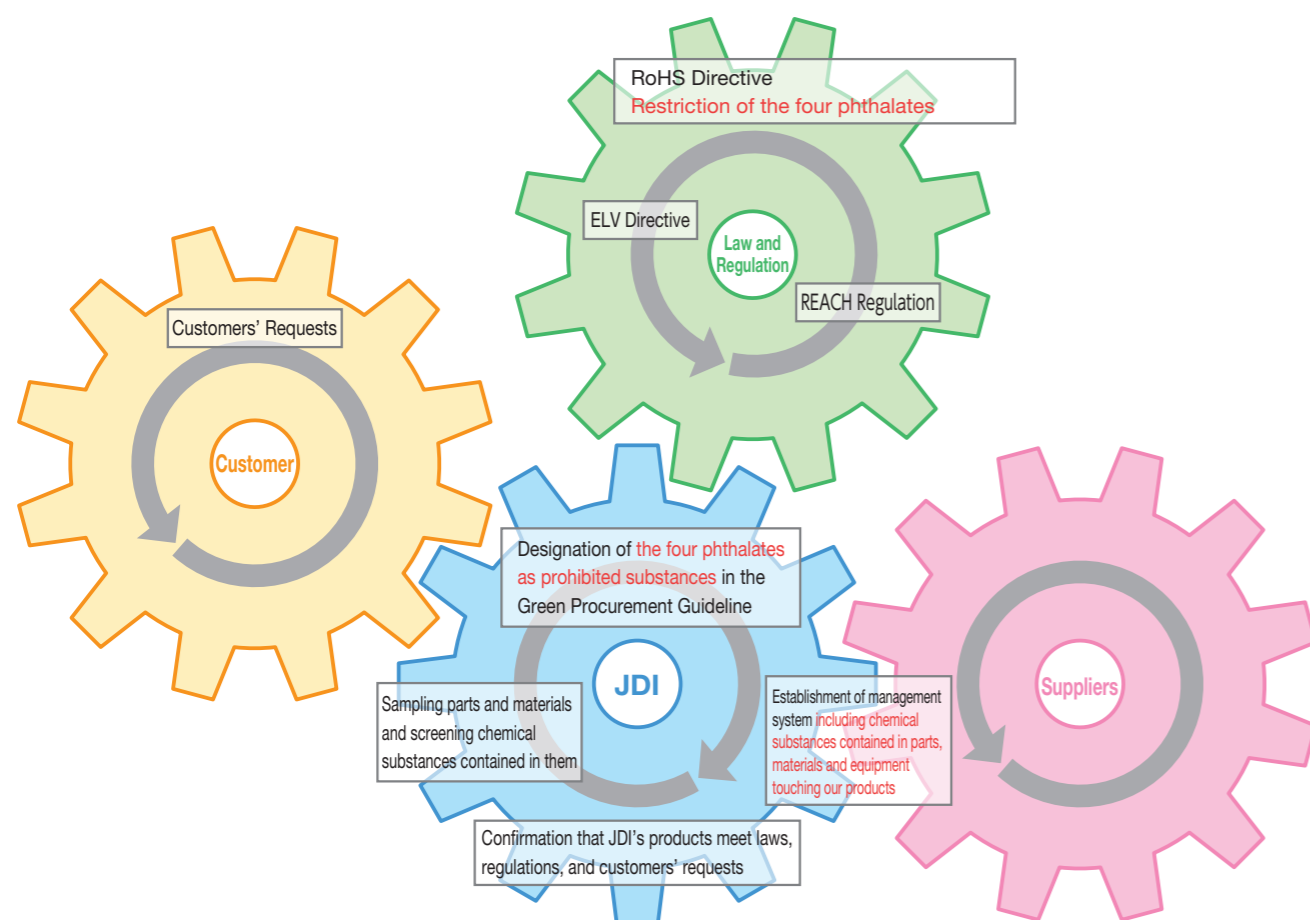 RoHS Directive
Restriction of the four phthalates
ELV Directive
Law and
Regulation
REACH Regulation
Customers’ Requests
Customer
Designation of the four phthalates
as prohibited substances in the
Green Procurement Guideline
JDI
Sampling parts and materials
and screening chemical
substances contained in them
Establishment of management
system including chemical
substances contained in parts,
materials and equipment
touching our products
Suppliers
Confirmation that JDI’s products meet laws,
regulations, and customers’ requests